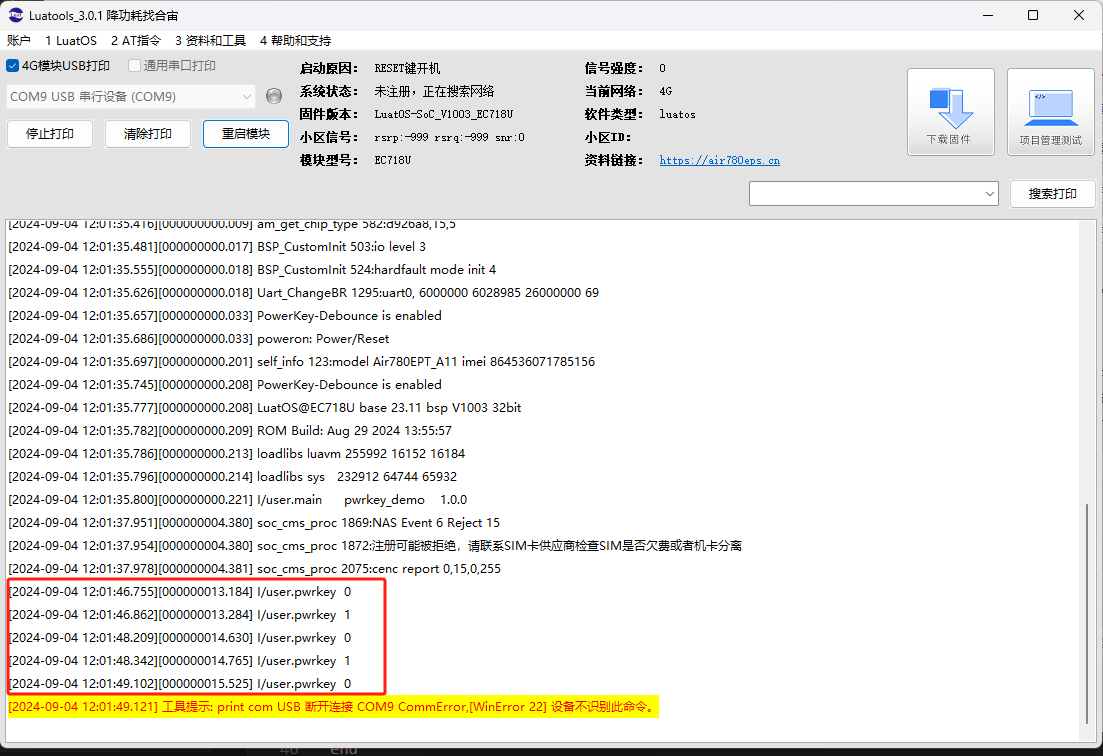 Luatools_3.0.1 降功耗找合宙
账户 1 LuatOS 2 AT指令 3 资料和工具 4 帮助和支持
4G模块USB打印 通用串口打印
COM9 USB 串行设备 (COM9)
停止打印 清除打印 重启模块
启动原因： RESET键开机 信号强度： 0
系统状态： 未注册，正在搜索网络 当前网络： 4G
固件版本： LuatOS-SoC_V1003_EC718U 软件类型： luatos
小区信号： rsrp:-999 rsrq:-999 snr:0 小区ID：
模块型号： EC718U 资料链接： https://air780eps.cn
下载固件 </> 项目管理测试
搜索打印
[2024-09-04 12:01:35.416][000000000.009] am_get_chip_type 582:d926a8,15,5
[2024-09-04 12:01:35.481][000000000.017] BSP_CustomInit 503:io level 3
[2024-09-04 12:01:35.555][000000000.018] BSP_CustomInit 524:hardfault mode init 4
[2024-09-04 12:01:35.626][000000000.018] Uart_ChangeBR 1295:uart0, 6000000 6028985 26000000 69
[2024-09-04 12:01:35.657][000000000.033] PowerKey-Debounce is enabled
[2024-09-04 12:01:35.686][000000000.033] poweron: Power/Reset
[2024-09-04 12:01:35.697][000000000.201] self_info 123:model Air780EPT_A11 imei 864536071785156
[2024-09-04 12:01:35.745][000000000.208] PowerKey-Debounce is enabled
[2024-09-04 12:01:35.777][000000000.208] LuatOS@EC718U base 23.11 bsp V1003 32bit
[2024-09-04 12:01:35.782][000000000.209] ROM Build: Aug 29 2024 13:55:57
[2024-09-04 12:01:35.786][000000000.213] loadlibs luavm 255992 16152 16184
[2024-09-04 12:01:35.796][000000000.214] loadlibs sys 232912 64744 65932
[2024-09-04 12:01:35.800][000000000.221] I/user.main pwrkey_demo 1.0.0
[2024-09-04 12:01:37.951][000000004.380] soc_cms_proc 1869:NAS Event 6 Reject 15
[2024-09-04 12:01:37.954][000000004.380] soc_cms_proc 1872:注册可能被拒绝，请联系SIM卡供应商检查SIM是否欠费或者机卡分离
[2024-09-04 12:01:37.978][000000004.381] soc_cms_proc 2075:cenc report 0,15,0,255
[2024-09-04 12:01:46.755][000000013.184] I/user.pwrkey 0
[2024-09-04 12:01:46.862][000000013.284] I/user.pwrkey 1
[2024-09-04 12:01:48.209][000000014.630] I/user.pwrkey 0
[2024-09-04 12:01:48.342][000000014.765] I/user.pwrkey 1
[2024-09-04 12:01:49.102][000000015.525] I/user.pwrkey 0
[2024-09-04 12:01:49.121] 工具提示: print com USB 断开连接 COM9 CommError,[WinError 22] 设备不识别此命令。
end